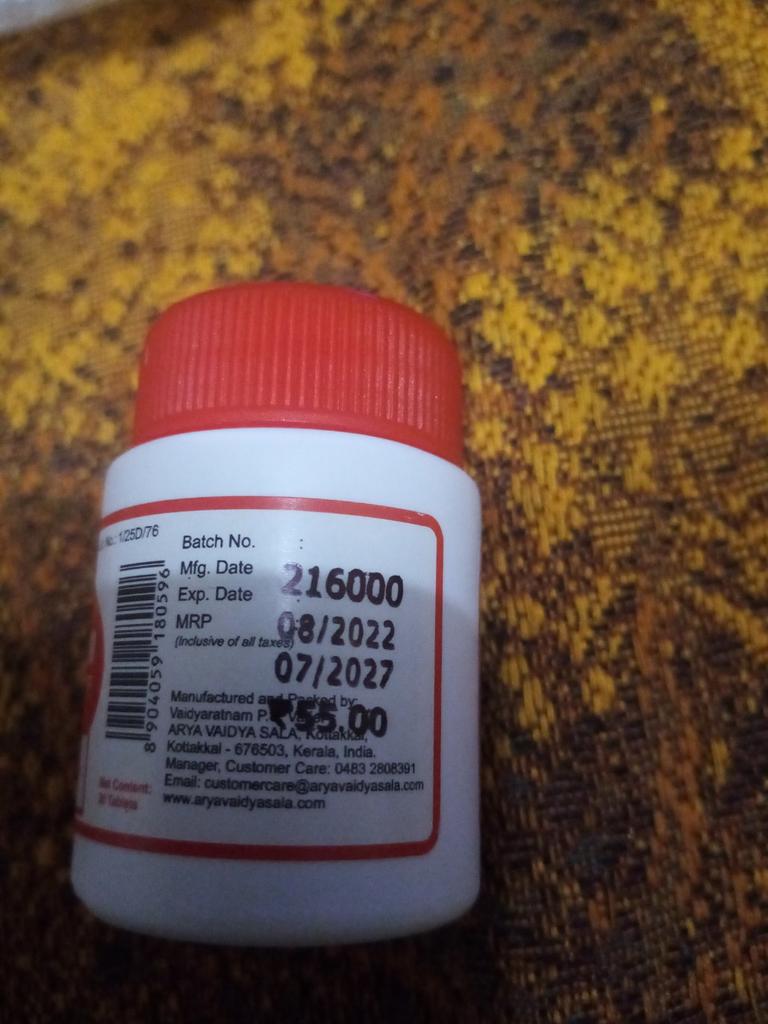 No.: 1/25D/76
8 904059 180596
Batch No. :
Mfg. Date 216000
Exp. Date
MRP 08/2022
(Inclusive of all taxes)
07/2027
₹55.00
Manufactured and Packed by:
Vaidyaratnam P.
ARYA VAIDYA SALA, Kottakkal,
Kottakkal - 676503, Kerala, India.
Manager, Customer Care: 0483 2808391
Email: customercare@aryavaidyasala.com
www.aryavaidyasala.com
Net Content:
Tablets